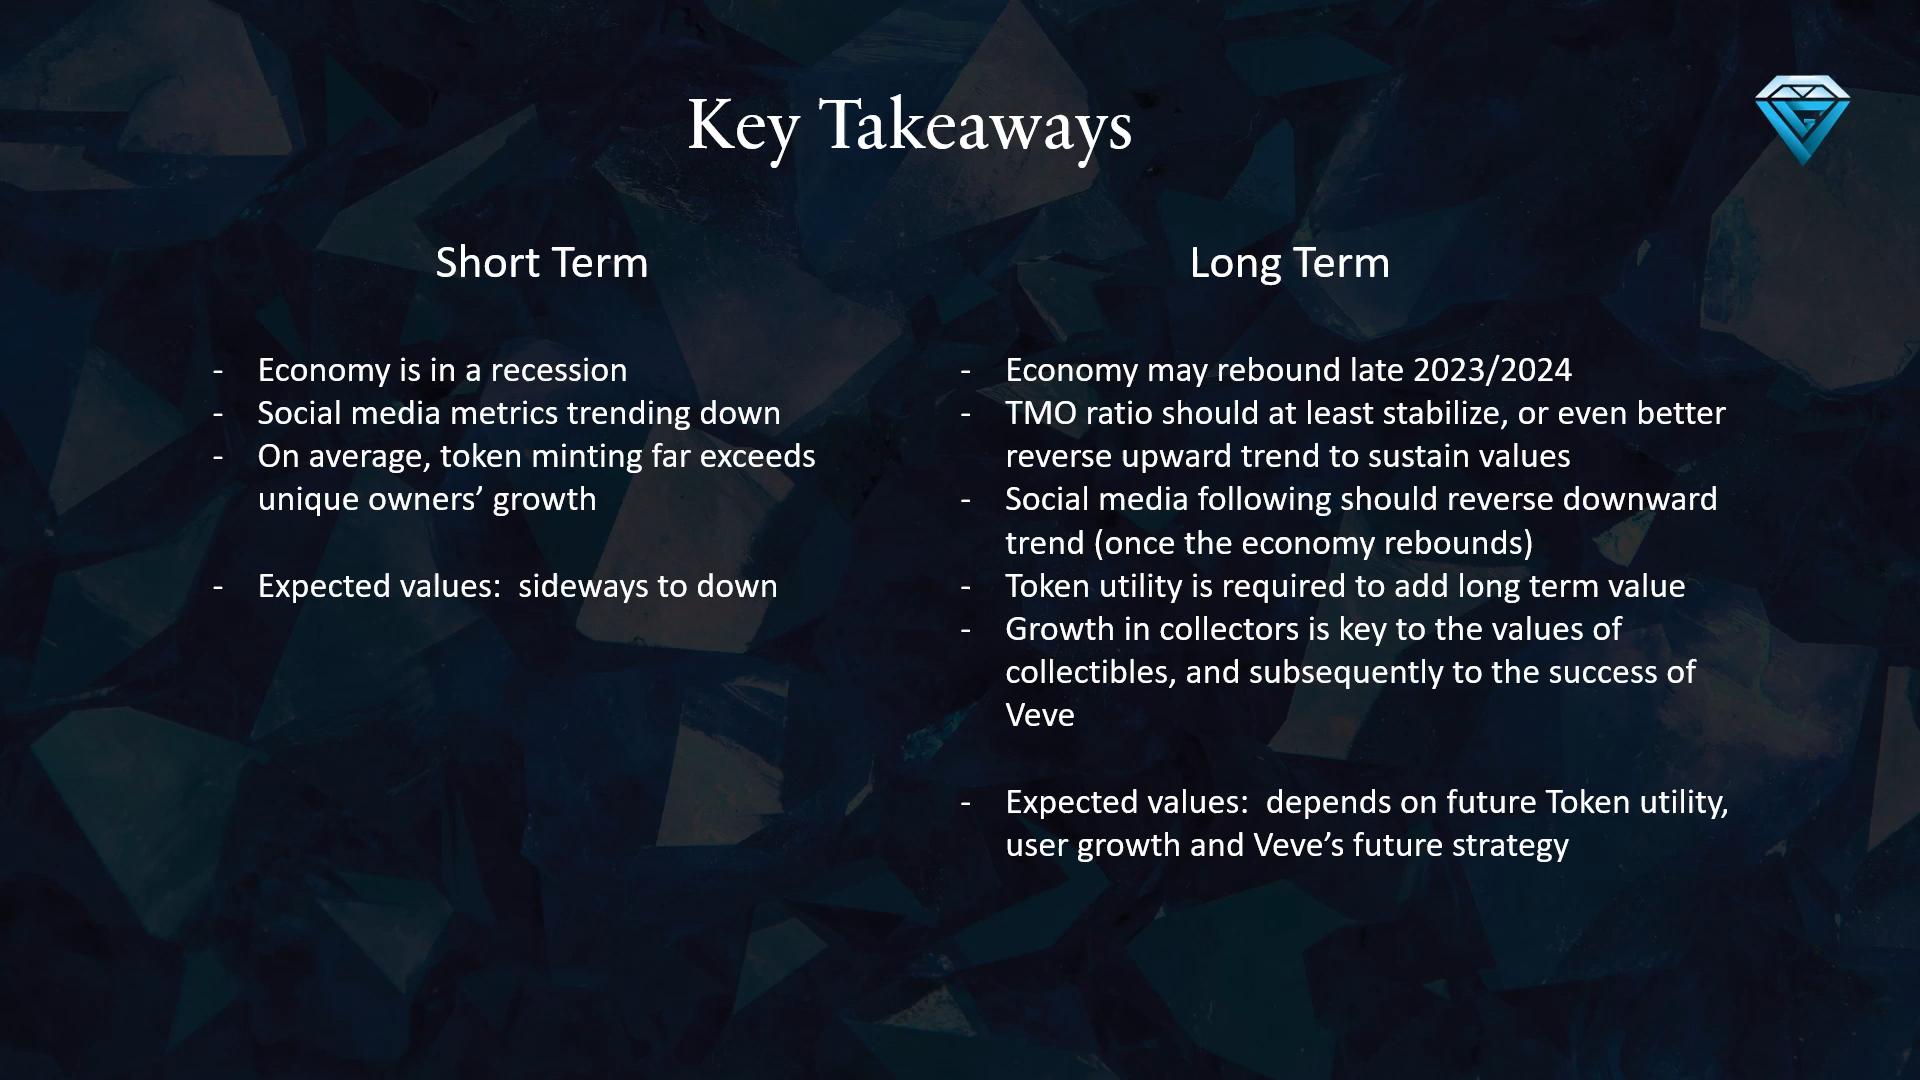 Key Takeaways
Short Term
- Economy is in a recession
- Social media metrics trending down
- On average, token minting far exceeds
unique owners’ growth
- Expected values:  sideways to down
Long Term
- Economy may rebound late 2023/2024
- TMO ratio should at least stabilize, or even better
reverse upward trend to sustain values
- Social media following should reverse downward
trend (once the economy rebounds)
- Token utility is required to add long term value
- Growth in collectors is key to the values of
collectibles, and subsequently to the success of
Veve
- Expected values:  depends on future Token utility,
user growth and Veve’s future strategy